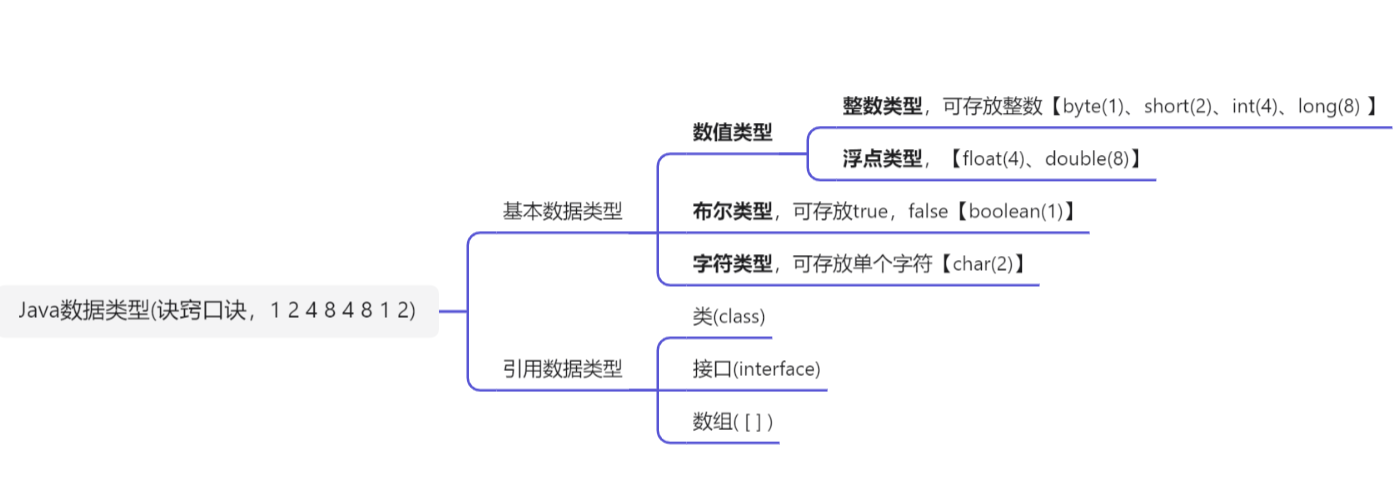 Java数据类型(诀窍口诀，1 2 4 8 4 8 1 2)
基本数据类型
数值类型
整数类型，可存放整数【byte(1)、short(2)、int(4)、long(8) 】
浮点类型，【float(4)、double(8)】
布尔类型，可存放true，false【boolean(1)】
字符类型，可存放单个字符【char(2)】
引用数据类型
类(class)
接口(interface)
数组( [ ] )